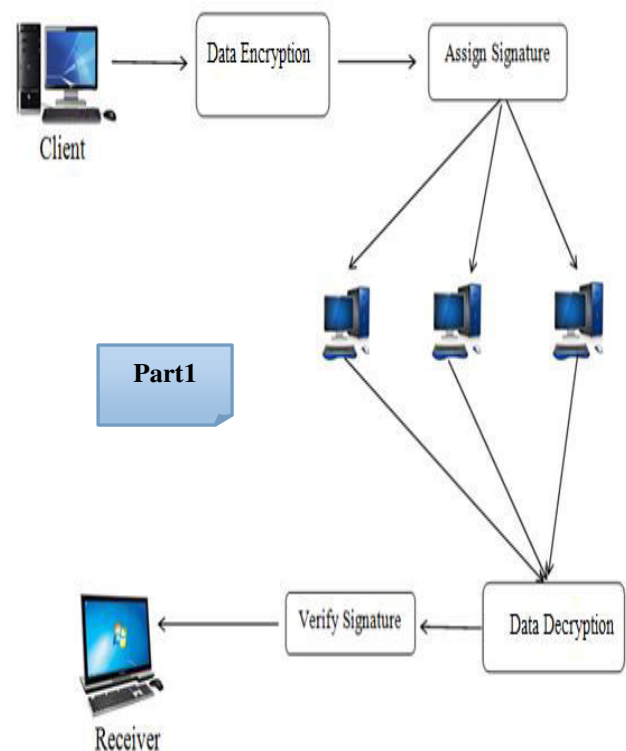 Data Encryption
Assign Signature
Client
Part1
Verify Signature
Data Decryption
Receiver